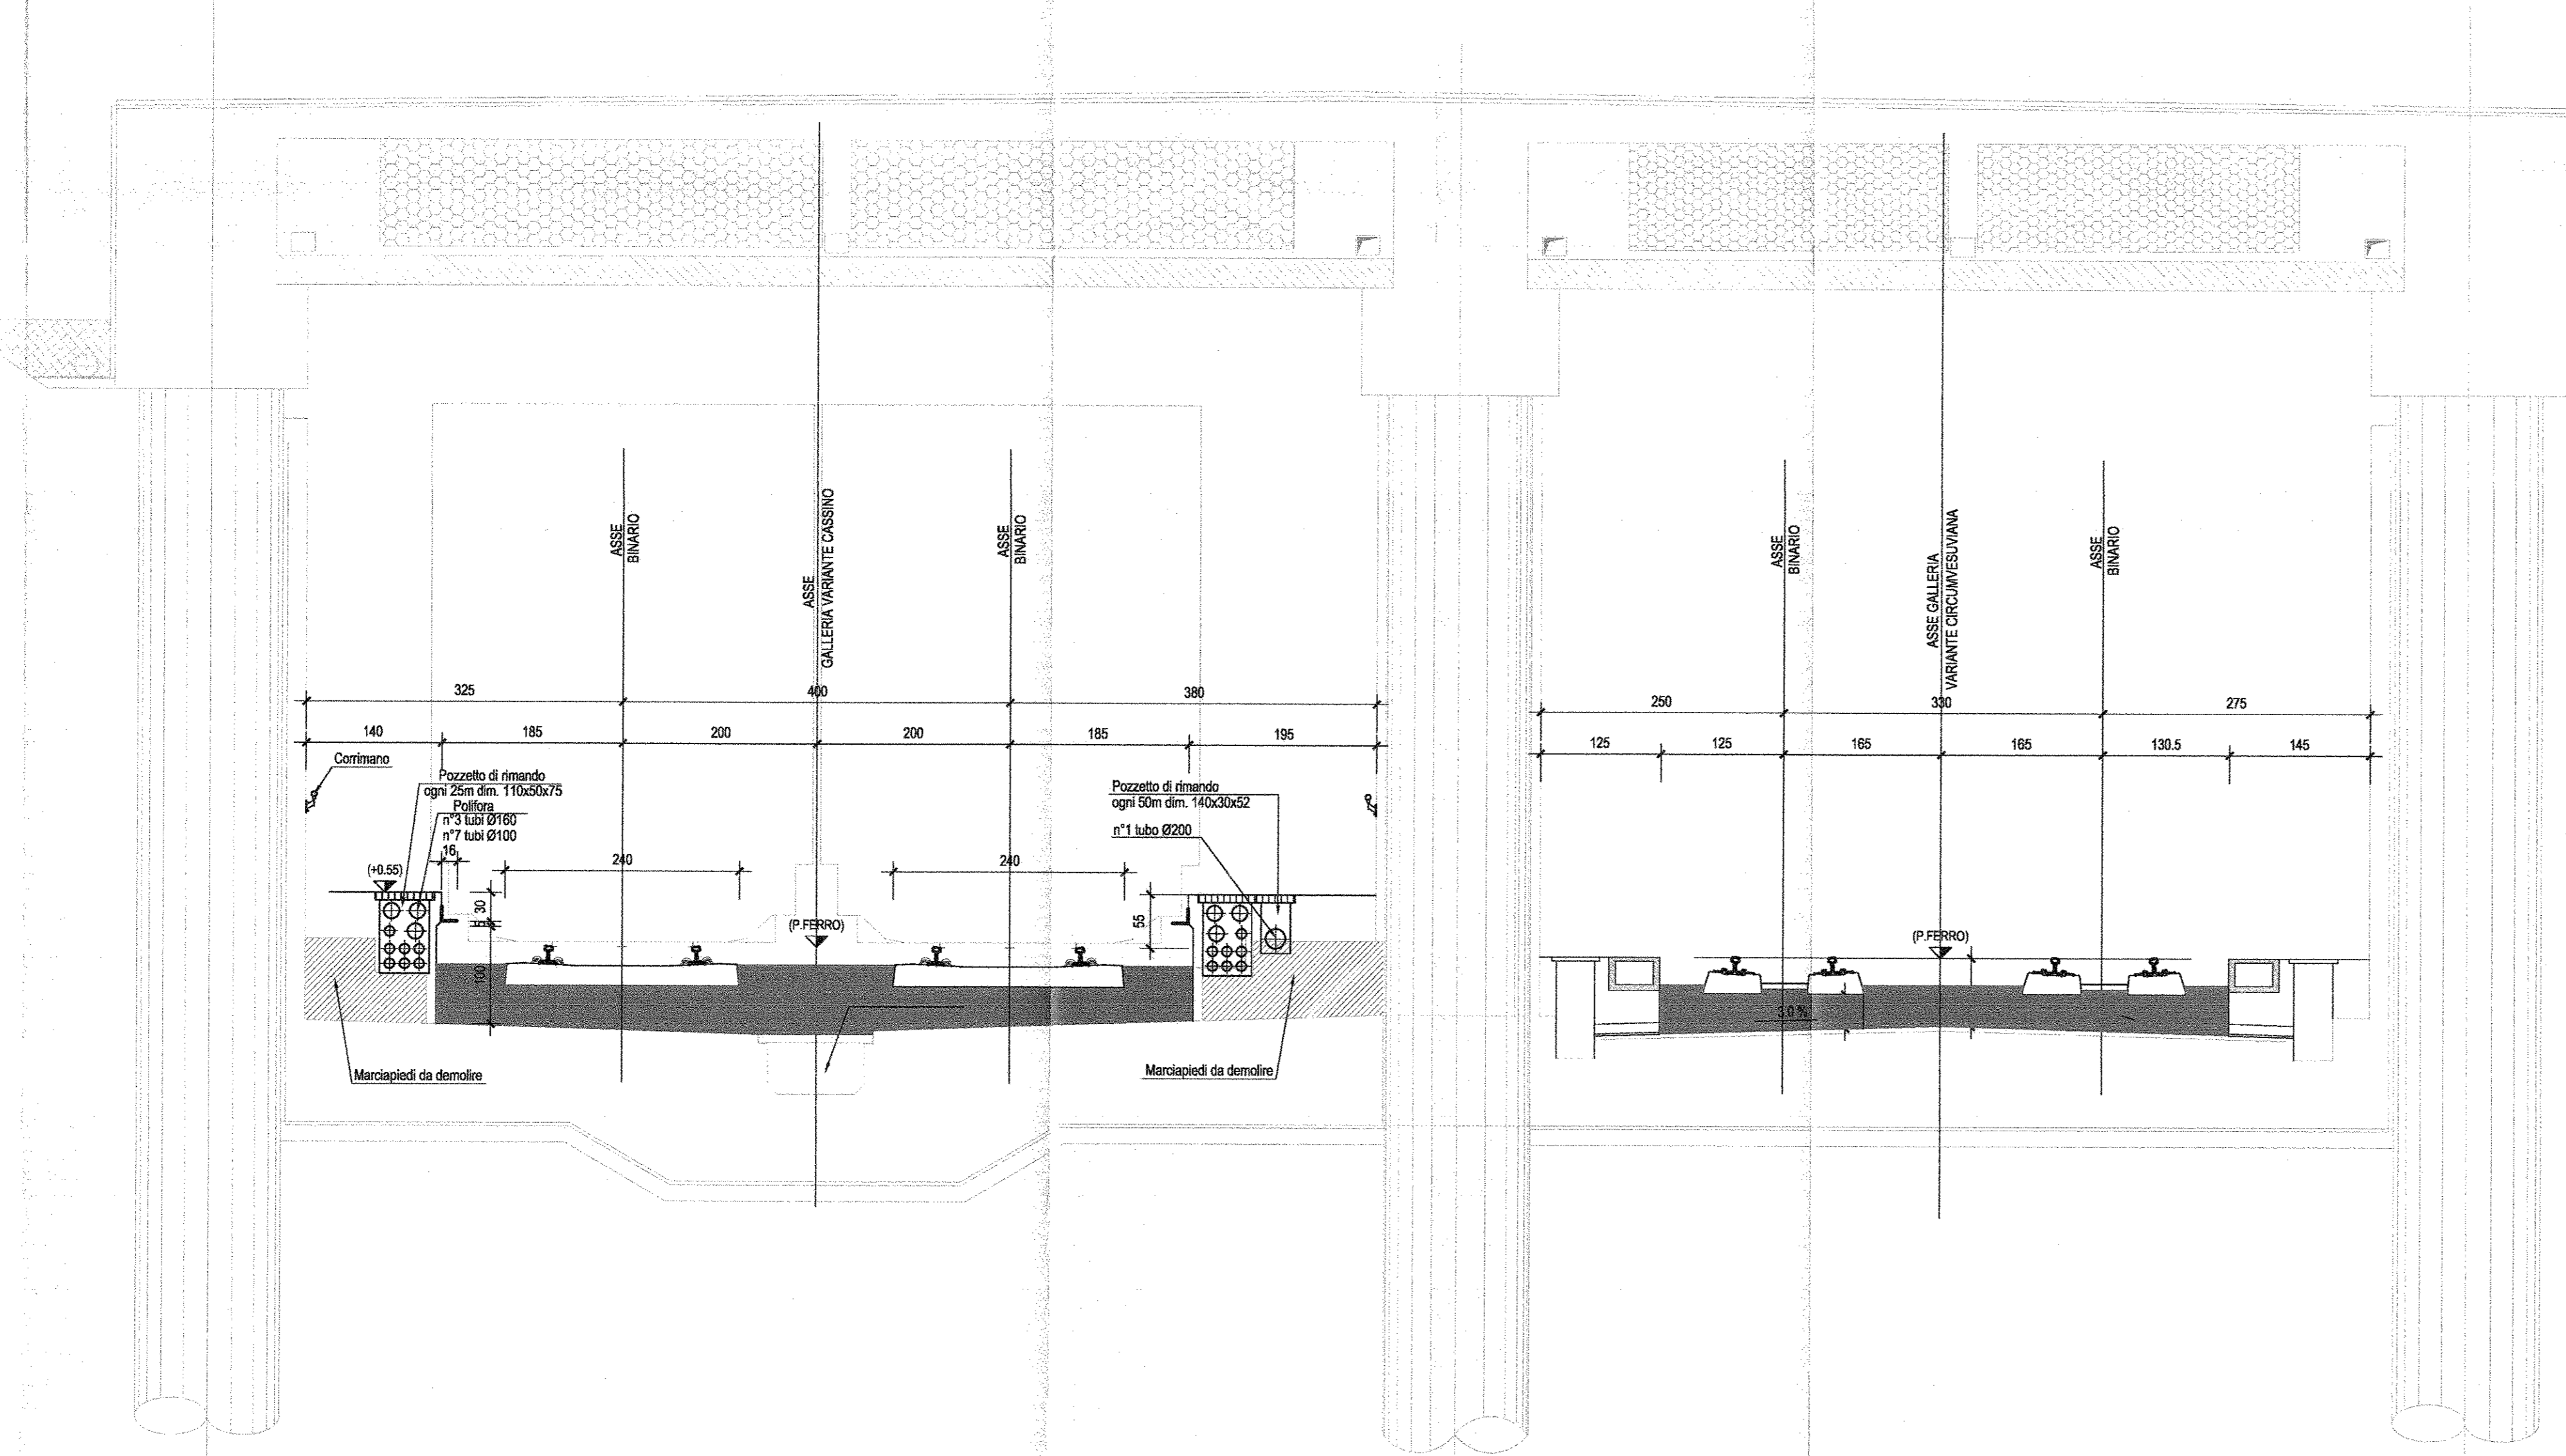 ASSE
BINARIO
ASSE
GALLERIA VARIANTE CASSINO
ASSE
BINARIO
ASSE
BINARIO
ASSE GALLERIA
VARIANTE CIRCUMVESUVIANA
ASSE
BINARIO
325
400
380
250
330
275
140
185
200
200
185
195
125
125
165
165
130.5
145
Corrimano
Pozzetto di rimando
ogni 25m dim. 110x50x75
Polifora
n°3 tubi Ø160
n°7 tubi Ø100
16
(+0.55)
30
5
100
240
240
(P.FERRO)
Pozzetto di rimando
ogni 50m dim. 140x30x52
n°1 tubo Ø200
55
(P.FERRO)
3.0 %
Marciapiedi da demolire
Marciapiedi da demolire